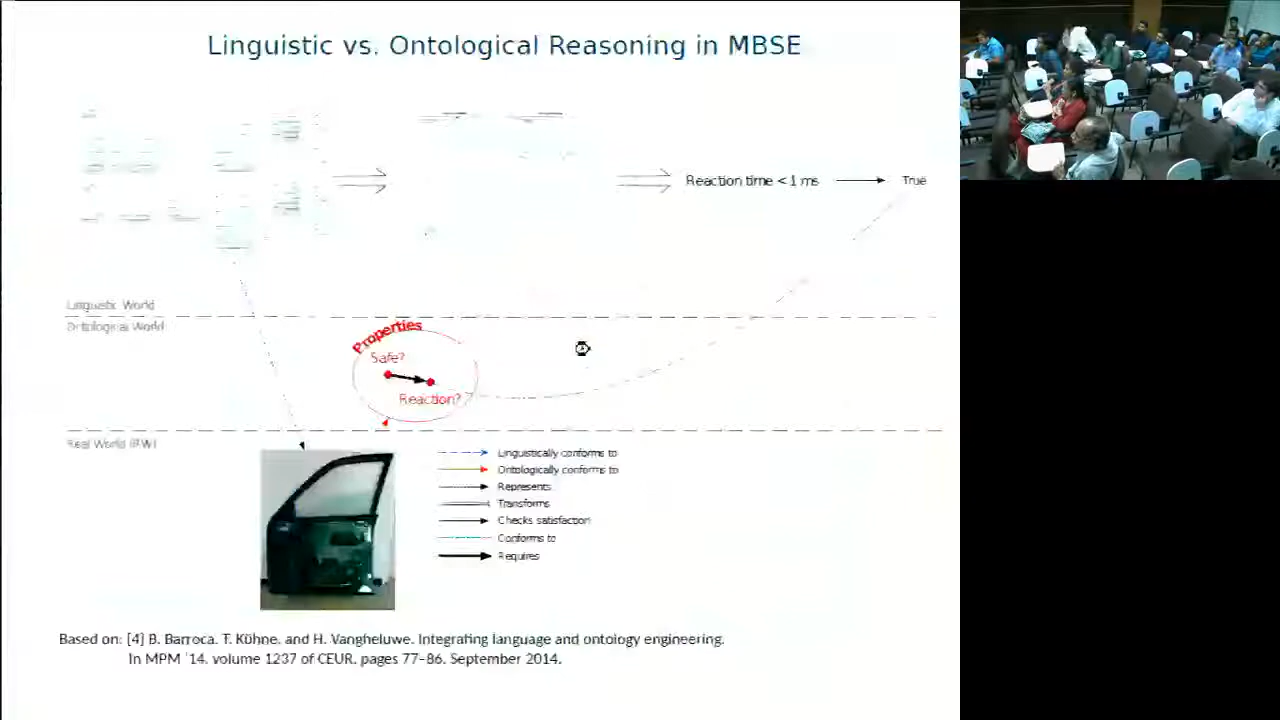 Linguistic vs. Ontological Reasoning in MBSE
Reaction time < 1 ms
True
Linguistic World
Ontological World
Properties
Safe?
Reaction?
Real World (RW)
Linguistically conforms to
Ontologically conforms to
Represents
Transforms
Checks satisfaction
Conforms to
Requires
Based on: [4] B. Barroca. T. Kühne. and H. Vangheluwe. Integrating language and ontology engineering.
In MPM '14. volume 1237 of CEUR. pages 77–86. September 2014.